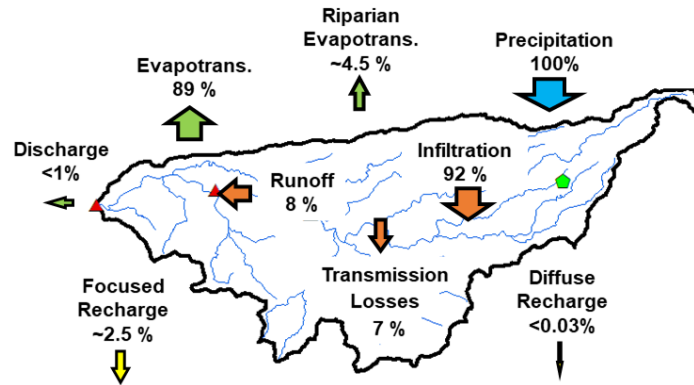 Riparian
Evapotrans.
~4.5 %
Precipitation
100%
Evapotrans.
89 %
Discharge
<1%
Runoff
8 %
Infiltration
92 %
Transmission
Losses
7 %
Focused
Recharge
~2.5 %
Diffuse
Recharge
<0.03%